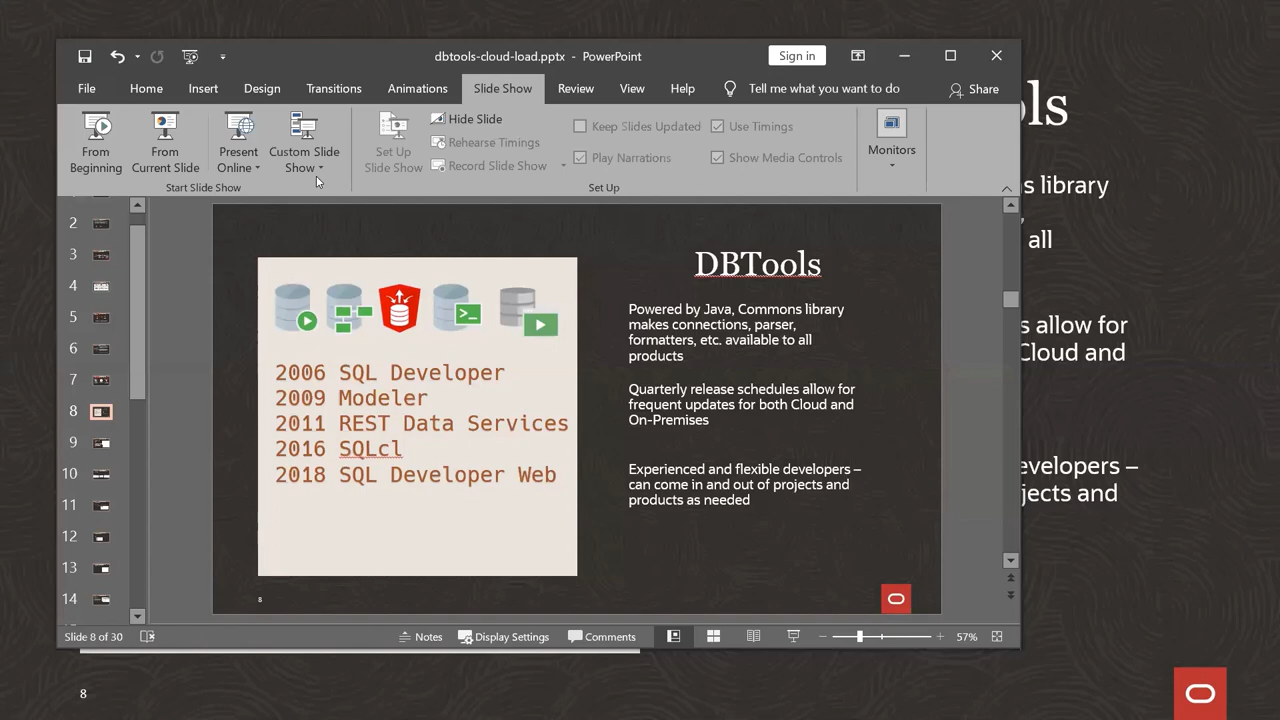 dbtools-cloud-load.pptx - PowerPoint
Sign in
File Home Insert Design Transitions Animations Slide Show Review View Help Tell me what you want to do Share
From Beginning
From Current Slide
Present Online
Custom Slide Show
Start Slide Show
Set Up Slide Show
Hide Slide
Rehearse Timings
Record Slide Show
Keep Slides Updated
Play Narrations
Use Timings
Show Media Controls
Set Up
Monitors
2
3
4
5
6
7
8
9
10
11
12
13
14
2006 SQL Developer
2009 Modeler
2011 REST Data Services
2016 SQLcl
2018 SQL Developer Web
DBTools
Powered by Java, Commons library
makes connections, parser,
formatters, etc. available to all
products
Quarterly release schedules allow for
frequent updates for both Cloud and
On-Premises
Experienced and flexible developers –
can come in and out of projects and
products as needed
8
Slide 8 of 30
Notes Display Settings Comments 57%
ols
s library
all
s allow for
Cloud and
evelopers –
jects and
8